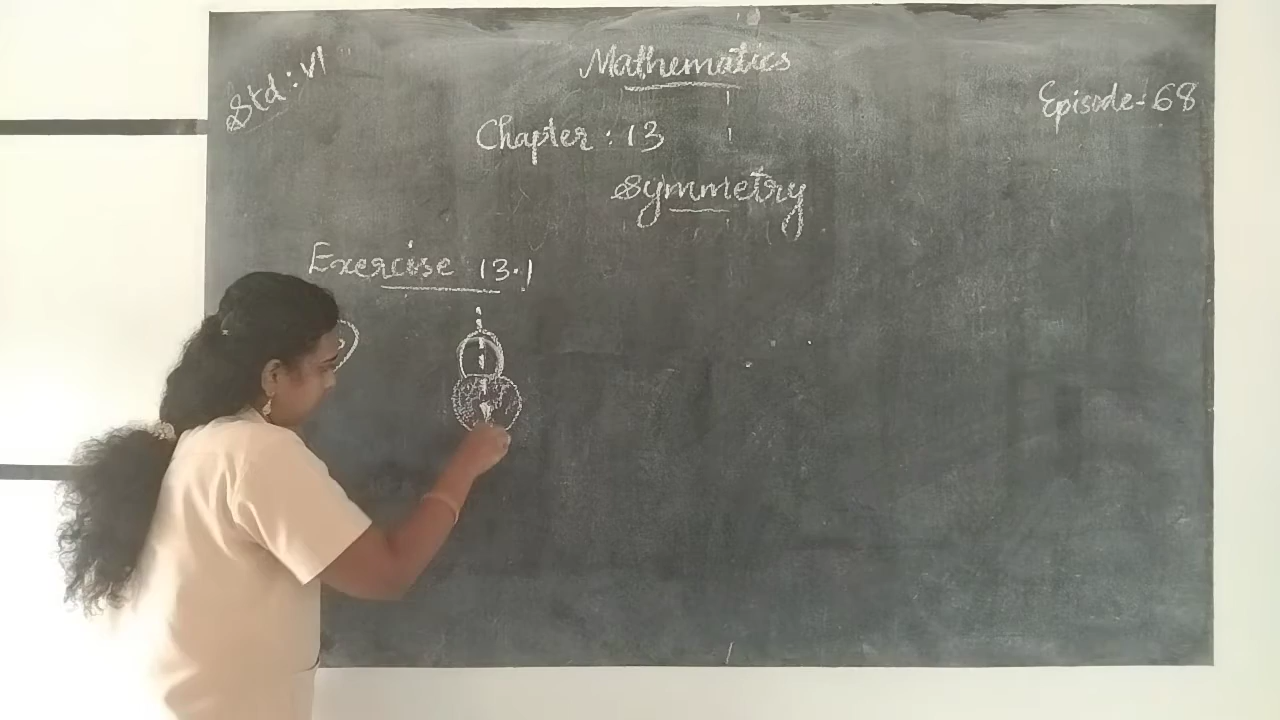 Std: VI
Mathematics
Episode-68
Chapter: 13
Symmetry
Exercise 13.1